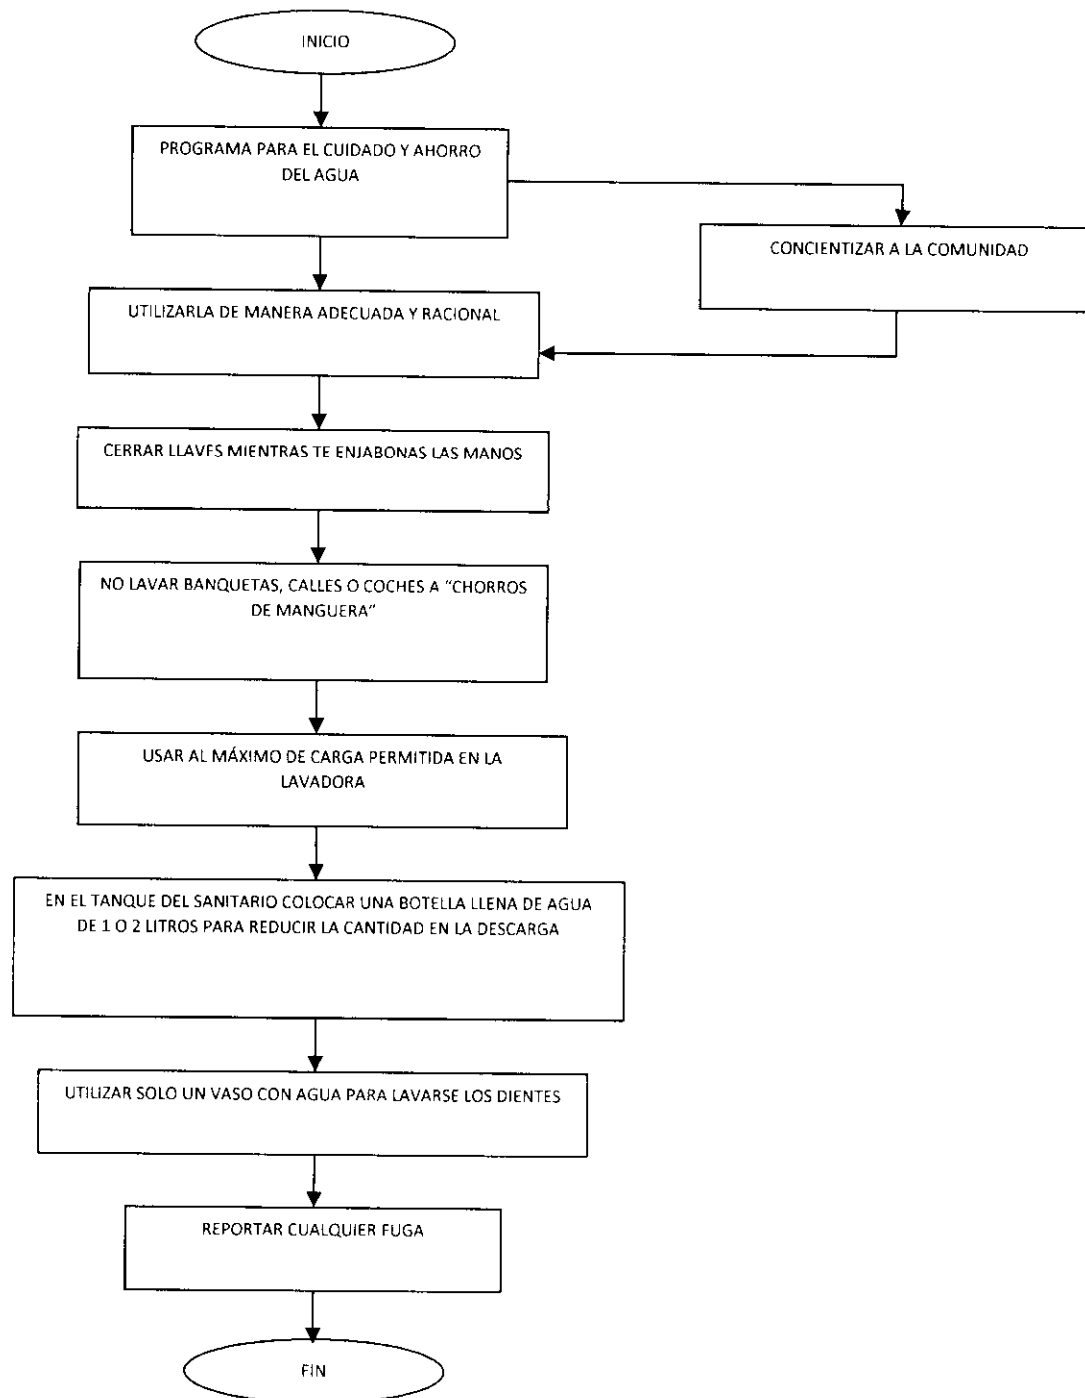 INICIO
PROGRAMA PARA EL CUIDADO Y AHORRO
DEL AGUA
CONCIENTIZAR A LA COMUNIDAD
UTILIZARLA DE MANERA ADECUADA Y RACIONAL
CERRAR LLAVES MIENTRAS TE ENJABONAS LAS MANOS
NO LAVAR BANQUETAS, CALLES O COCHES A “CHORROS
DE MANGUERA”
USAR AL MÁXIMO DE CARGA PERMITIDA EN LA
LAVADORA
EN EL TANQUE DEL SANITARIO COLOCAR UNA BOTELLA LLENA DE AGUA
DE 1 O 2 LITROS PARA REDUCIR LA CANTIDAD EN LA DESCARGA
UTILIZAR SOLO UN VASO CON AGUA PARA LAVARSE LOS DIENTES
REPORTAR CUALQUIER FUGA
FIN